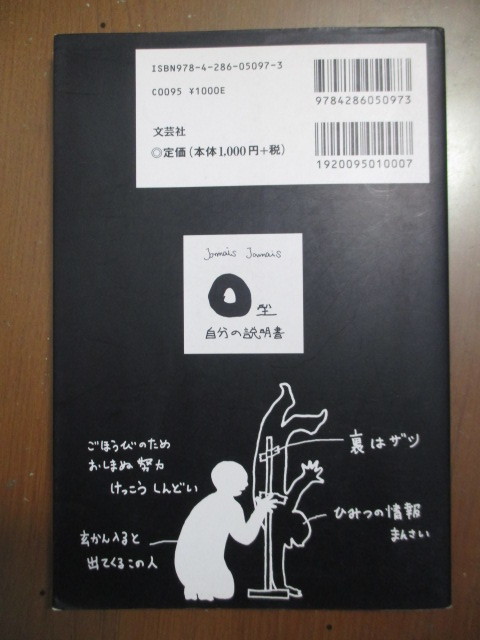 ISBN978-4-286-05097-3
C0095 ¥1000E
9784286050973
文芸社
◎定価(本体1,000円+税)
1920095010007
Jamais Jamais
O型
自分の説明書
ごほうびのため
おしまぬ努力
けっこうしんどい
裏はザツ
玄かん入ると
出てくるこの人
ひみつの情報
まんさい